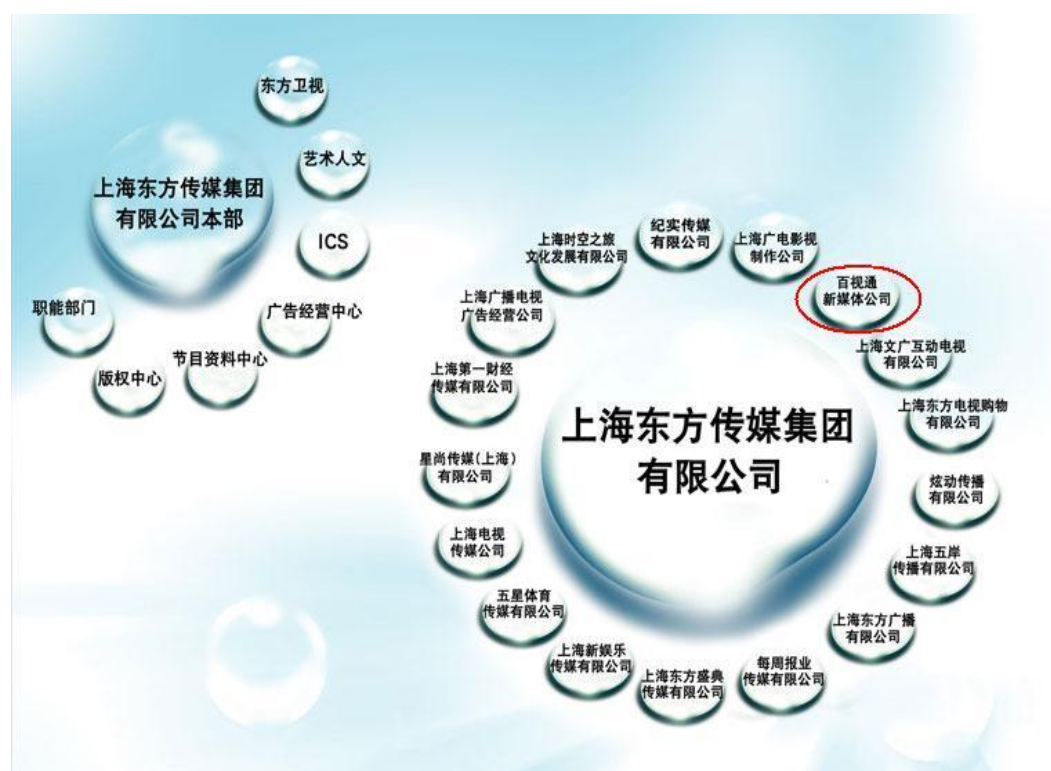 东方卫视
艺术人文
上海东方传媒集团
有限公司本部
ICS
广告经营中心
节目资料中心
版权中心
职能部门
纪实传媒
有限公司
上海广电影视
制作公司
百视通
新媒体公司
上海文广互动电视
有限公司
上海东方电视购物
有限公司
炫动传播
有限公司
上海五岸
传播有限公司
上海东方广播
有限公司
每周报业
传媒有限公司
上海东方盛典
传媒有限公司
上海新娱乐
传媒有限公司
五星体育
传媒有限公司
上海电视
传媒公司
星尚传媒(上海)
有限公司
上海第一财经
传媒有限公司
上海广播电视
广告经营公司
上海时空之旅
文化发展有限公司
上海东方传媒集团
有限公司